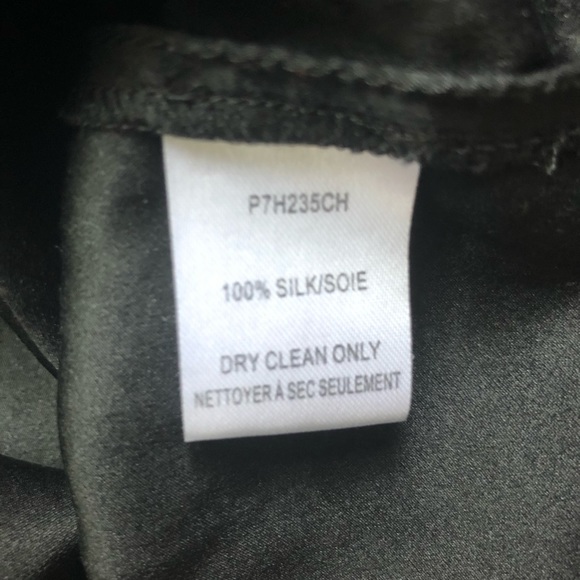 P7H235CH
100% SILK/SOIE
DRY CLEAN ONLY
NETTOYER À SEC SEULEMENT